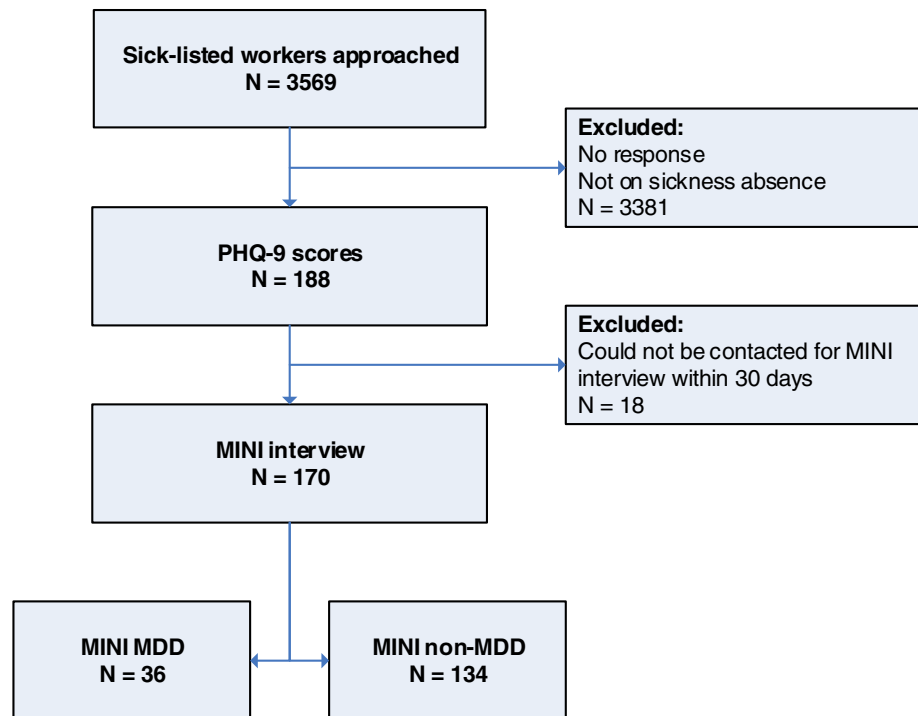 Sick-listed workers approached
N = 3569
Excluded:
No response
Not on sickness absence
N = 3381
PHQ-9 scores
N = 188
Excluded:
Could not be contacted for MINI
interview within 30 days
N = 18
MINI interview
N = 170
MINI MDD
N = 36
MINI non-MDD
N = 134